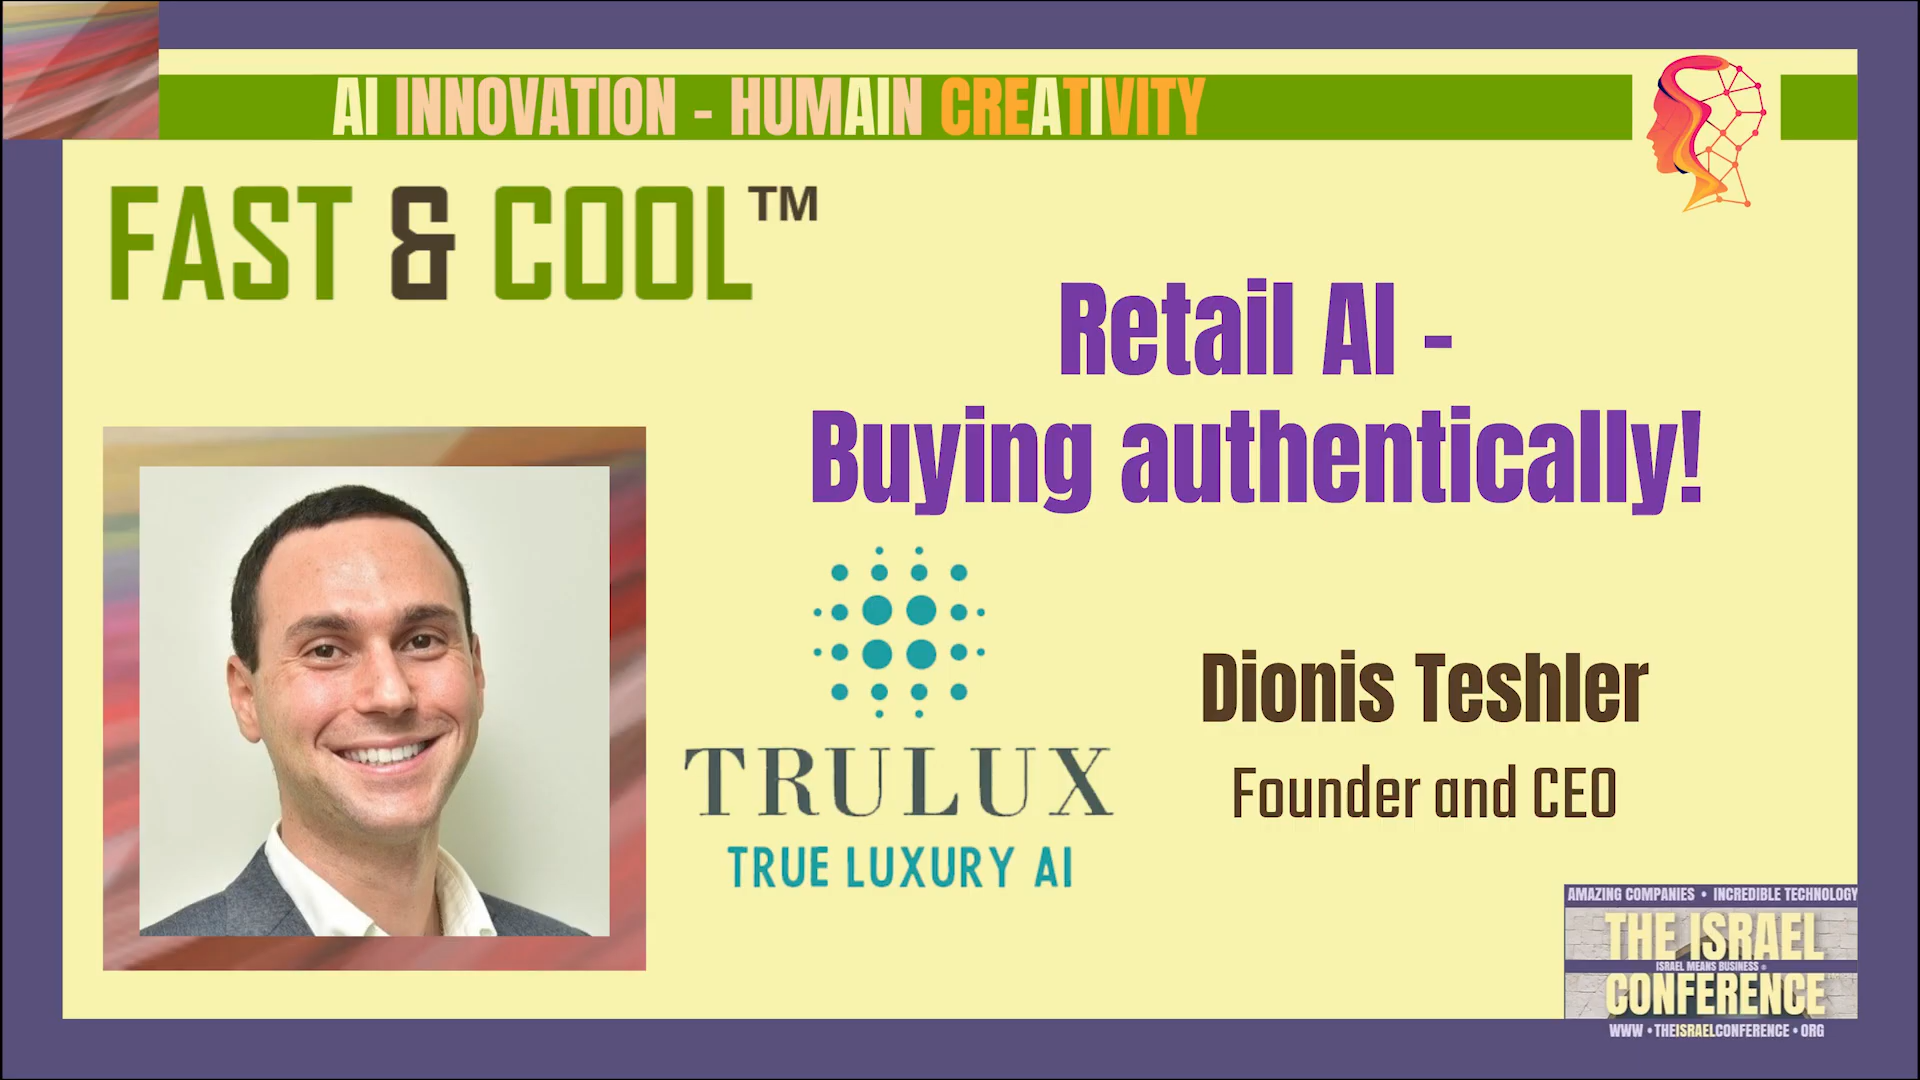 AI INNOVATION - HUMAIN CREATIVITY
FAST & COOL™
Retail AI -
Buying authentically!
TRULUX
TRUE LUXURY AI
Dionis Teshler
Founder and CEO
AMAZING COMPANIES • INCREDIBLE TECHNOLOGY
THE ISRAEL
ISRAEL MEANS BUSINESS ®
CONFERENCE
WWW • THEISRAELCONFERENCE • ORG